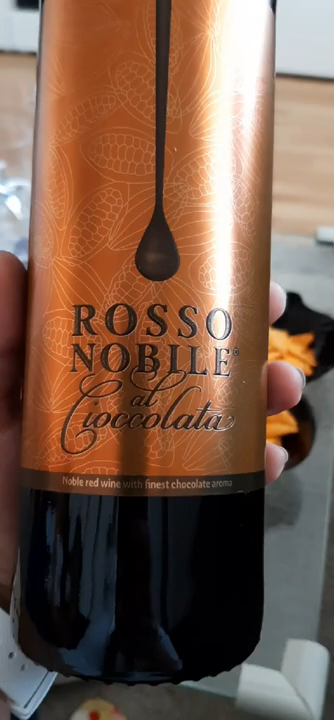 ROSSO
NOBILE®
al
Cioccolata
Noble red wine with finest chocolate aroma